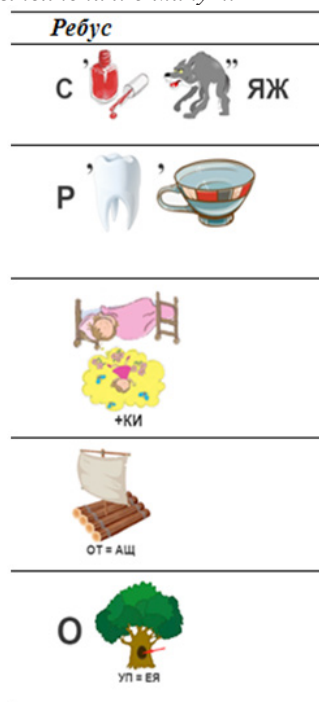 Ребус
С ’ ” ЯЖ
Р ’ ’
+КИ
ОТ = АЩ
О
УП = ЕЯ